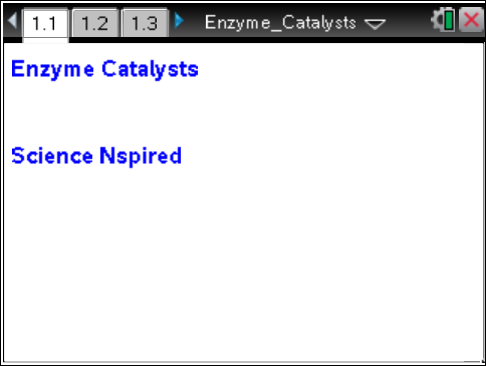 1.1 1.2 1.3 Enzyme_Catalysts
Enzyme Catalysts
Science Nspired